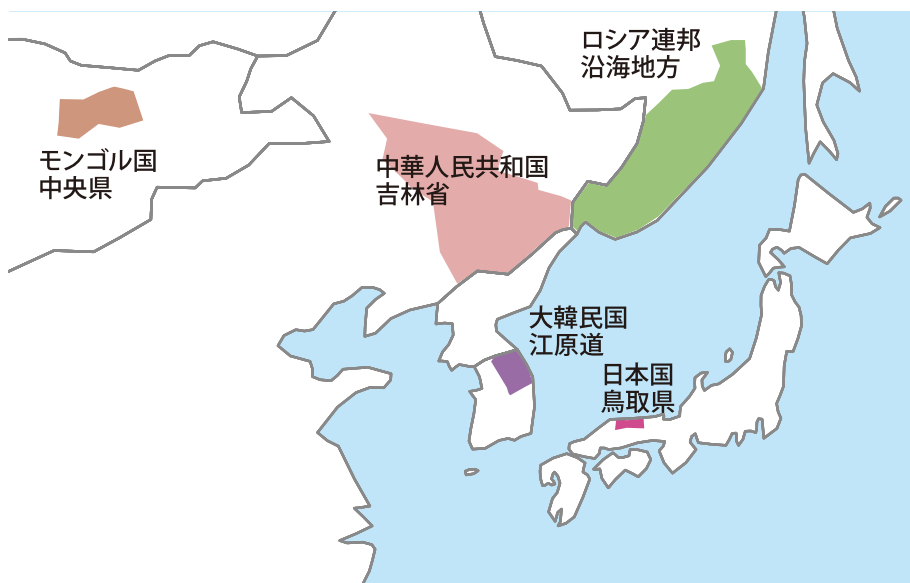 ロシア連邦
沿海地方
モンゴル国
中央県
中華人民共和国
吉林省
大韓民国
江原道
日本国
鳥取県